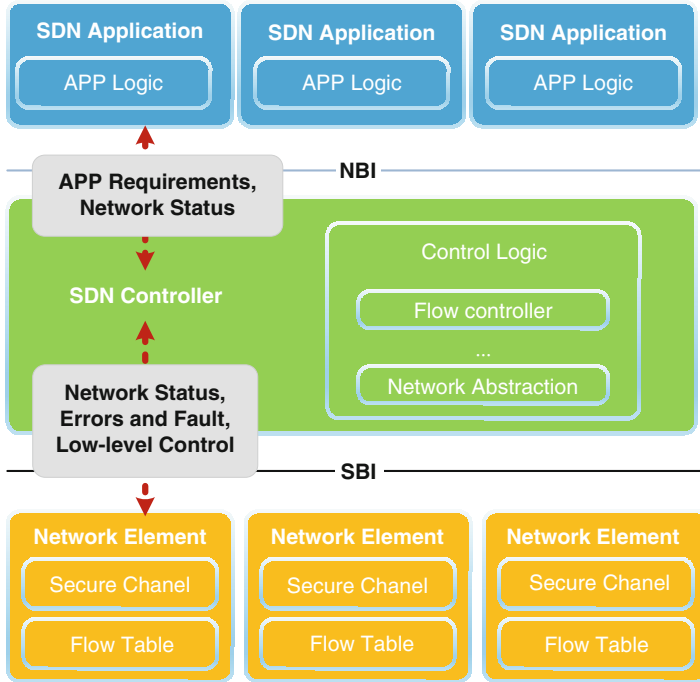 SDN Application
APP Logic
SDN Application
APP Logic
SDN Application
APP Logic
NBI
APP Requirements,
Network Status
SDN Controller
Control Logic
Flow controller
...
Network Abstraction
Network Status,
Errors and Fault,
Low-level Control
SBI
Network Element
Secure Chanel
Flow Table
Network Element
Secure Chanel
Flow Table
Network Element
Secure Chanel
Flow Table